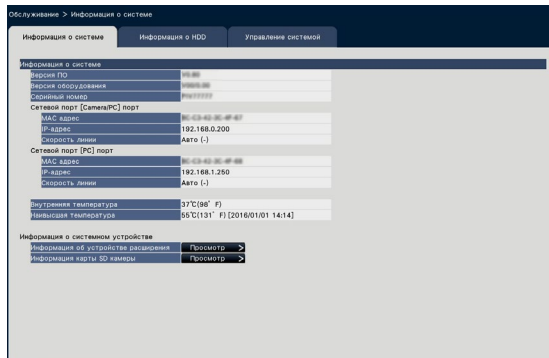 Обслуживание > Информация о системе
Информация о системе
Информация о HDD
Управление системой
Информация о системе
Версия ПО
Версия оборудования
Серийный номер
Сетевой порт [Camera/PC] порт
MAC адрес
IP-адрес 192.168.0.200
Скорость линии Авто (-)
Сетевой порт [PC] порт
MAC адрес
IP-адрес 192.168.1.250
Скорость линии Авто (-)
Внутренняя температура 37℃(98° F)
Наивысшая температура 55℃(131° F) [2016/01/01 14:14]
Информация о системном устройстве
Информация об устройстве расширения Просмотр >
Информация карты SD камеры Просмотр >